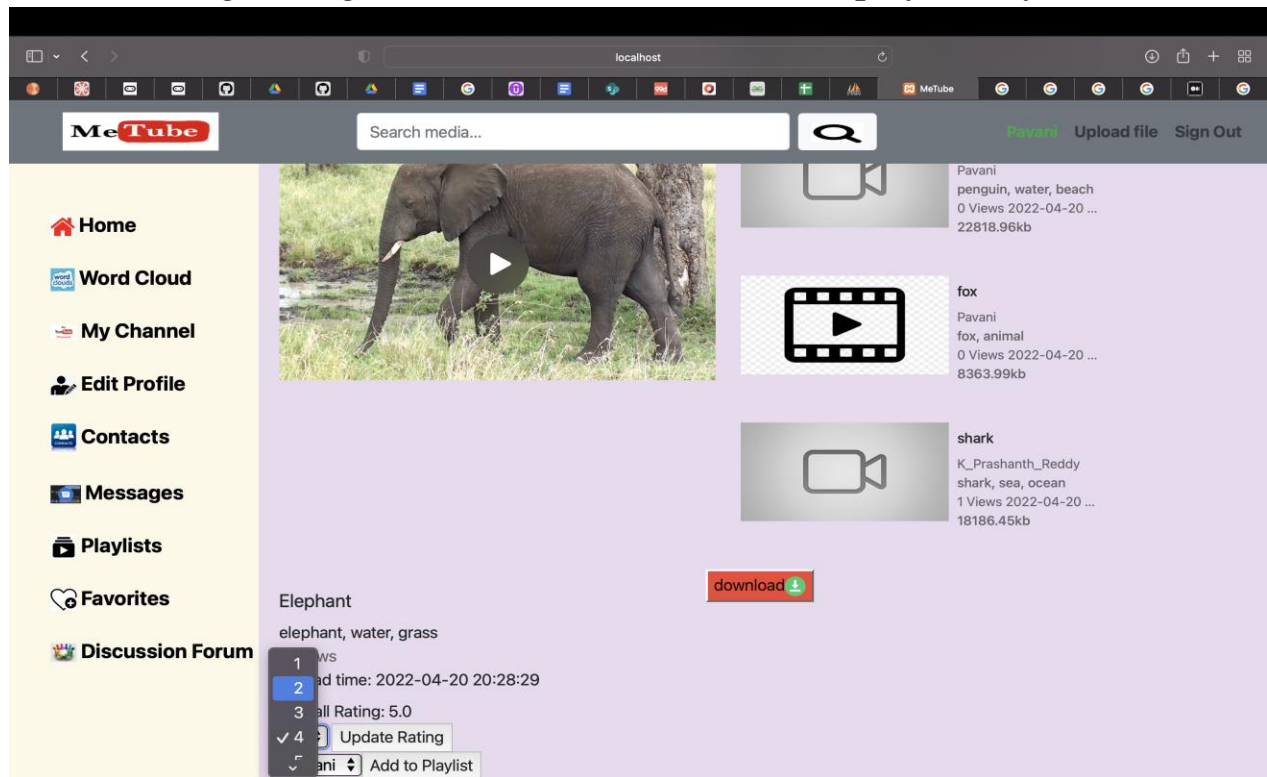 localhost
MeTube
MeTube
Search media...
Pavani Upload file Sign Out
Home
Word Cloud
My Channel
Edit Profile
Contacts
Messages
Playlists
Favorites
Discussion Forum
Pavani
penguin, water, beach
0 Views 2022-04-20 ...
22818.96kb
fox
Pavani
fox, animal
0 Views 2022-04-20 ...
8363.99kb
shark
K_Prashanth_Reddy
shark, sea, ocean
1 Views 2022-04-20 ...
18186.45kb
download
Elephant
elephant, water, grass
ws
ad time: 2022-04-20 20:28:29
all Rating: 5.0
1
2
3
✓ 4
Update Rating
ani Add to Playlist